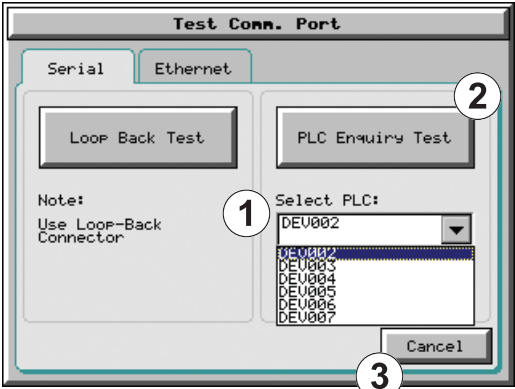 Test Comm. Port
Serial
Ethernet
2
Loop Back Test
PLC Enquiry Test
Note:
Use Loop-Back
Connector
1
Select PLC:
DEV002
DEV002
DEV003
DEV004
DEV005
DEV006
DEV007
Cancel
3